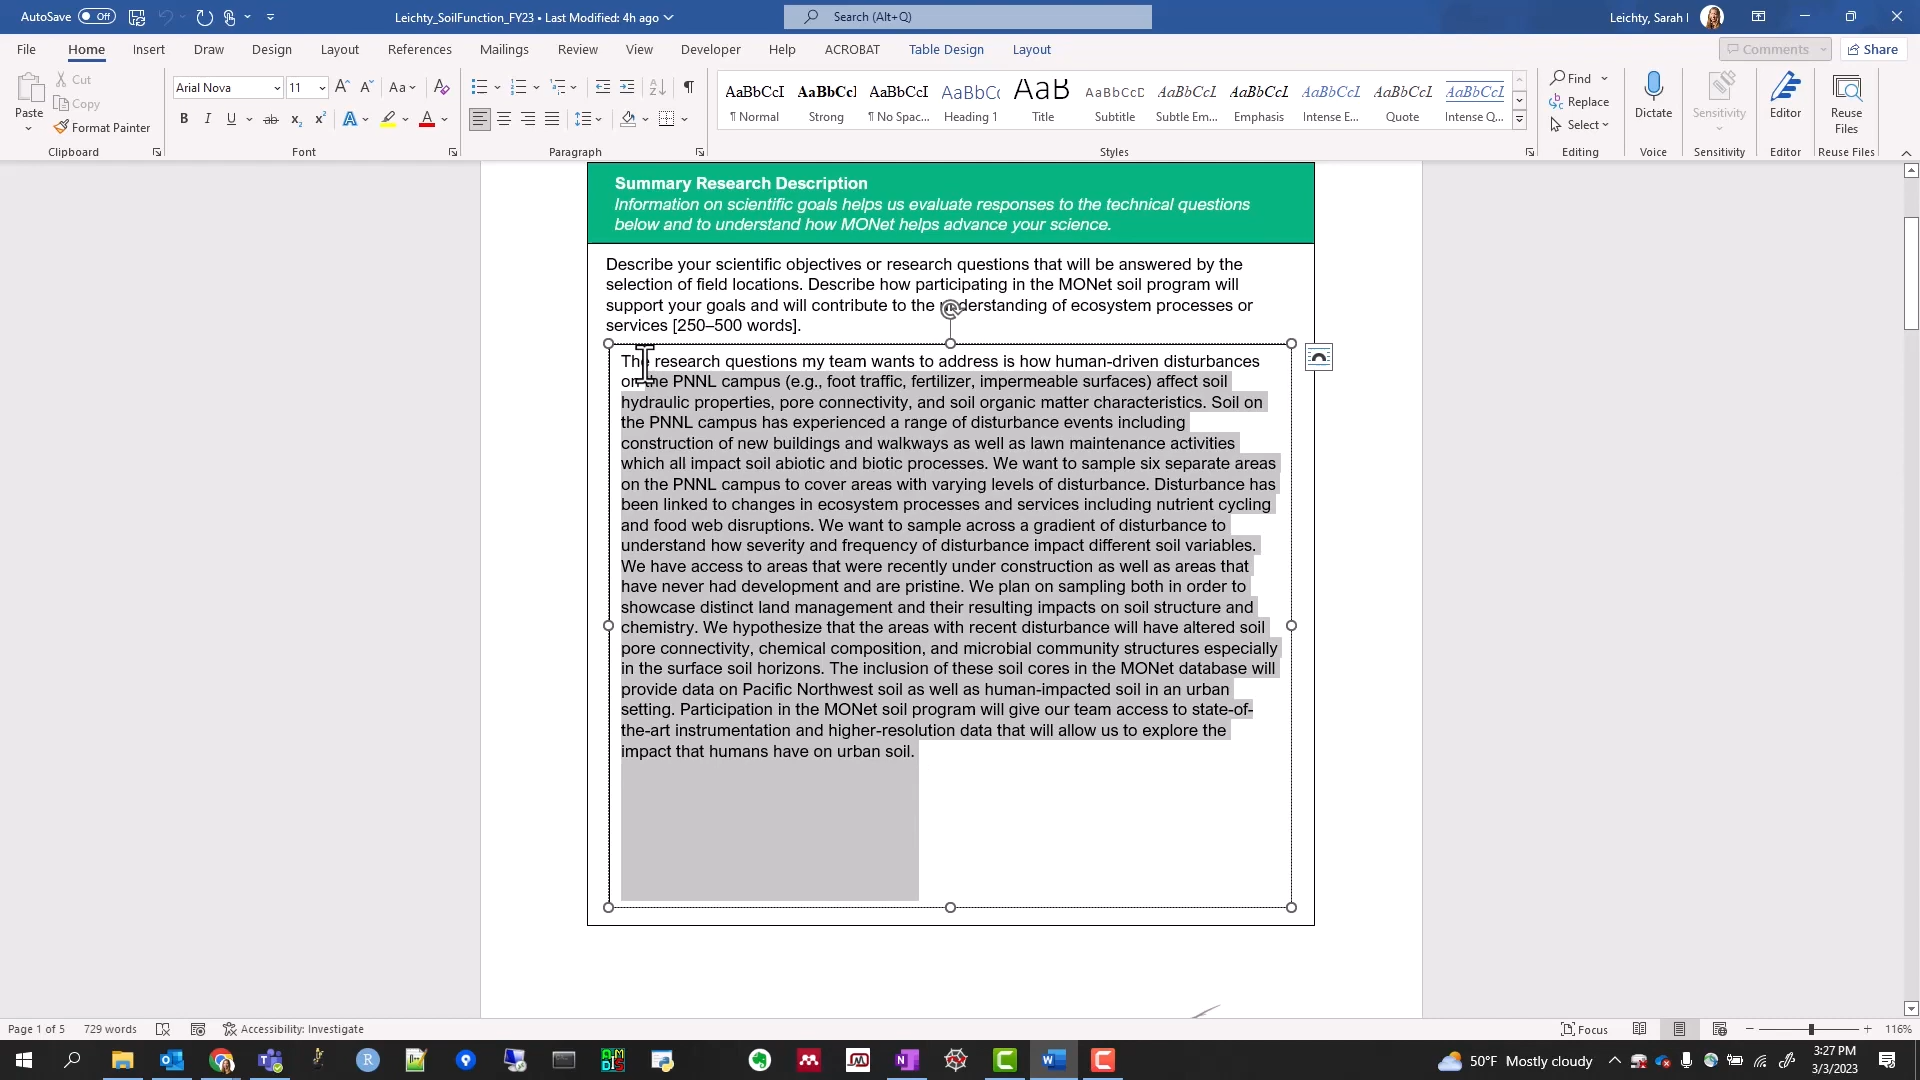 AutoSave Off Leichty_SoilFunction_FY23 • Last Modified: 4h ago Search (Alt+Q) Leichty, Sarah I
File Home Insert Draw Design Layout References Mailings Review View Developer Help ACROBAT Table Design Layout Comments Share
Paste Cut Copy Format Painter
Arial Nova 11
AaBbCcI AaBbCcI AaBbCcI AaBbCc AaB AaBbCcD AaBbCcL AaBbCcL AaBbCcL AaBbCcL AaBbCcL
¶ Normal Strong ¶ No Spac... Heading 1 Title Subtitle Subtle Em... Emphasis Intense E... Quote Intense Q...
Find Replace Select
Dictate Sensitivity Editor Reuse Files
Clipboard Font Paragraph Styles Editing Voice Sensitivity Editor Reuse Files
Summary Research Description
Information on scientific goals helps us evaluate responses to the technical questions
below and to understand how MONet helps advance your science.
Describe your scientific objectives or research questions that will be answered by the
selection of field locations. Describe how participating in the MONet soil program will
support your goals and will contribute to the understanding of ecosystem processes or
services [250–500 words].
The research questions my team wants to address is how human-driven disturbances
on the PNNL campus (e.g., foot traffic, fertilizer, impermeable surfaces) affect soil
hydraulic properties, pore connectivity, and soil organic matter characteristics. Soil on
the PNNL campus has experienced a range of disturbance events including
construction of new buildings and walkways as well as lawn maintenance activities
which all impact soil abiotic and biotic processes. We want to sample six separate areas
on the PNNL campus to cover areas with varying levels of disturbance. Disturbance has
been linked to changes in ecosystem processes and services including nutrient cycling
and food web disruptions. We want to sample across a gradient of disturbance to
understand how severity and frequency of disturbance impact different soil variables.
We have access to areas that were recently under construction as well as areas that
have never had development and are pristine. We plan on sampling both in order to
showcase distinct land management and their resulting impacts on soil structure and
chemistry. We hypothesize that the areas with recent disturbance will have altered soil
pore connectivity, chemical composition, and microbial community structures especially
in the surface soil horizons. The inclusion of these soil cores in the MONet database will
provide data on Pacific Northwest soil as well as human-impacted soil in an urban
setting. Participation in the MONet soil program will give our team access to state-of-
the-art instrumentation and higher-resolution data that will allow us to explore the
impact that humans have on urban soil.
Page 1 of 5 729 words Accessibility: Investigate Focus 116%
50°F Mostly cloudy 3:27 PM
3/3/2023